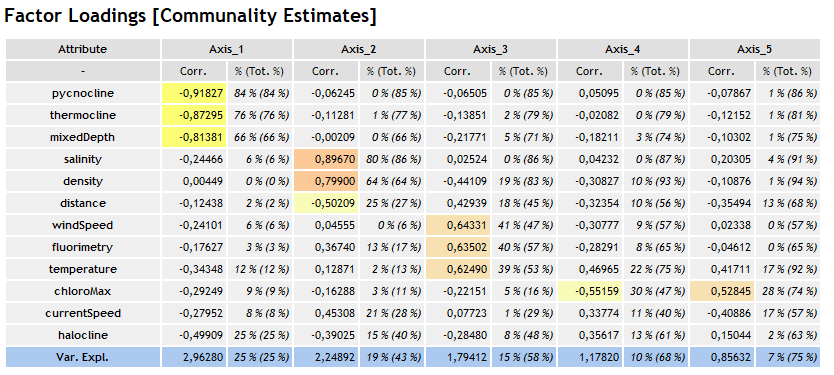 Factor Loadings [Communality Estimates]
Attribute Axis_1 Axis_2 Axis_3 Axis_4 Axis_5
- Corr. % (Tot. %) Corr. % (Tot. %) Corr. % (Tot. %) Corr. % (Tot. %) Corr. % (Tot. %)
pycnocline -0,91827 84 % (84 %) -0,06245 0 % (85 %) -0,06505 0 % (85 %) 0,05095 0 % (85 %) -0,07867 1 % (86 %)
thermocline -0,87295 76 % (76 %) -0,11281 1 % (77 %) -0,13851 2 % (79 %) -0,02082 0 % (79 %) -0,12152 1 % (81 %)
mixedDepth -0,81381 66 % (66 %) -0,00209 0 % (66 %) -0,21771 5 % (71 %) -0,18211 3 % (74 %) -0,10302 1 % (75 %)
salinity -0,24466 6 % (6 %) 0,89670 80 % (86 %) 0,02524 0 % (86 %) 0,04232 0 % (87 %) 0,20305 4 % (91 %)
density 0,00449 0 % (0 %) 0,79900 64 % (64 %) -0,44109 19 % (83 %) -0,30827 10 % (93 %) -0,10876 1 % (94 %)
distance -0,12438 2 % (2 %) -0,50209 25 % (27 %) 0,42939 18 % (45 %) -0,32354 10 % (56 %) -0,35494 13 % (68 %)
windSpeed -0,24101 6 % (6 %) 0,04555 0 % (6 %) 0,64331 41 % (47 %) -0,30777 9 % (57 %) 0,02338 0 % (57 %)
fluorimetry -0,17627 3 % (3 %) 0,36740 13 % (17 %) 0,63502 40 % (57 %) -0,28291 8 % (65 %) -0,04612 0 % (65 %)
temperature -0,34348 12 % (12 %) 0,12871 2 % (13 %) 0,62490 39 % (53 %) 0,46965 22 % (75 %) 0,41711 17 % (92 %)
chloroMax -0,29249 9 % (9 %) -0,16288 3 % (11 %) -0,22151 5 % (16 %) -0,55159 30 % (47 %) 0,52845 28 % (74 %)
currentSpeed -0,27952 8 % (8 %) 0,45308 21 % (28 %) 0,07723 1 % (29 %) 0,33774 11 % (40 %) -0,40886 17 % (57 %)
halocline -0,49909 25 % (25 %) -0,39025 15 % (40 %) -0,28480 8 % (48 %) 0,35617 13 % (61 %) 0,15044 2 % (63 %)
Var. Expl. 2,96280 25 % (25 %) 2,24892 19 % (43 %) 1,79412 15 % (58 %) 1,17820 10 % (68 %) 0,85632 7 % (75 %)